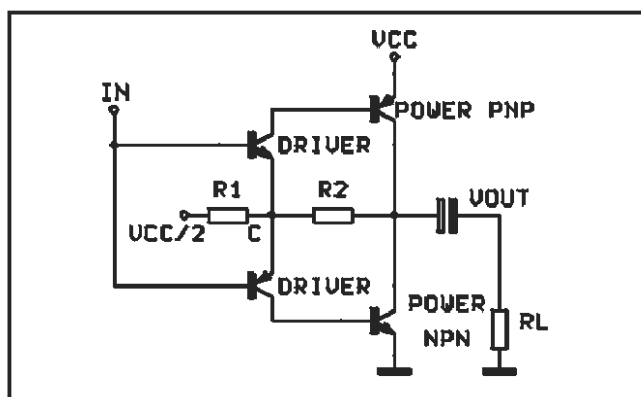 VCC
IN
POWER PNP
DRIVER
R1
R2
VOUT
VCC/2
C
DRIVER
POWER
NPN
RL